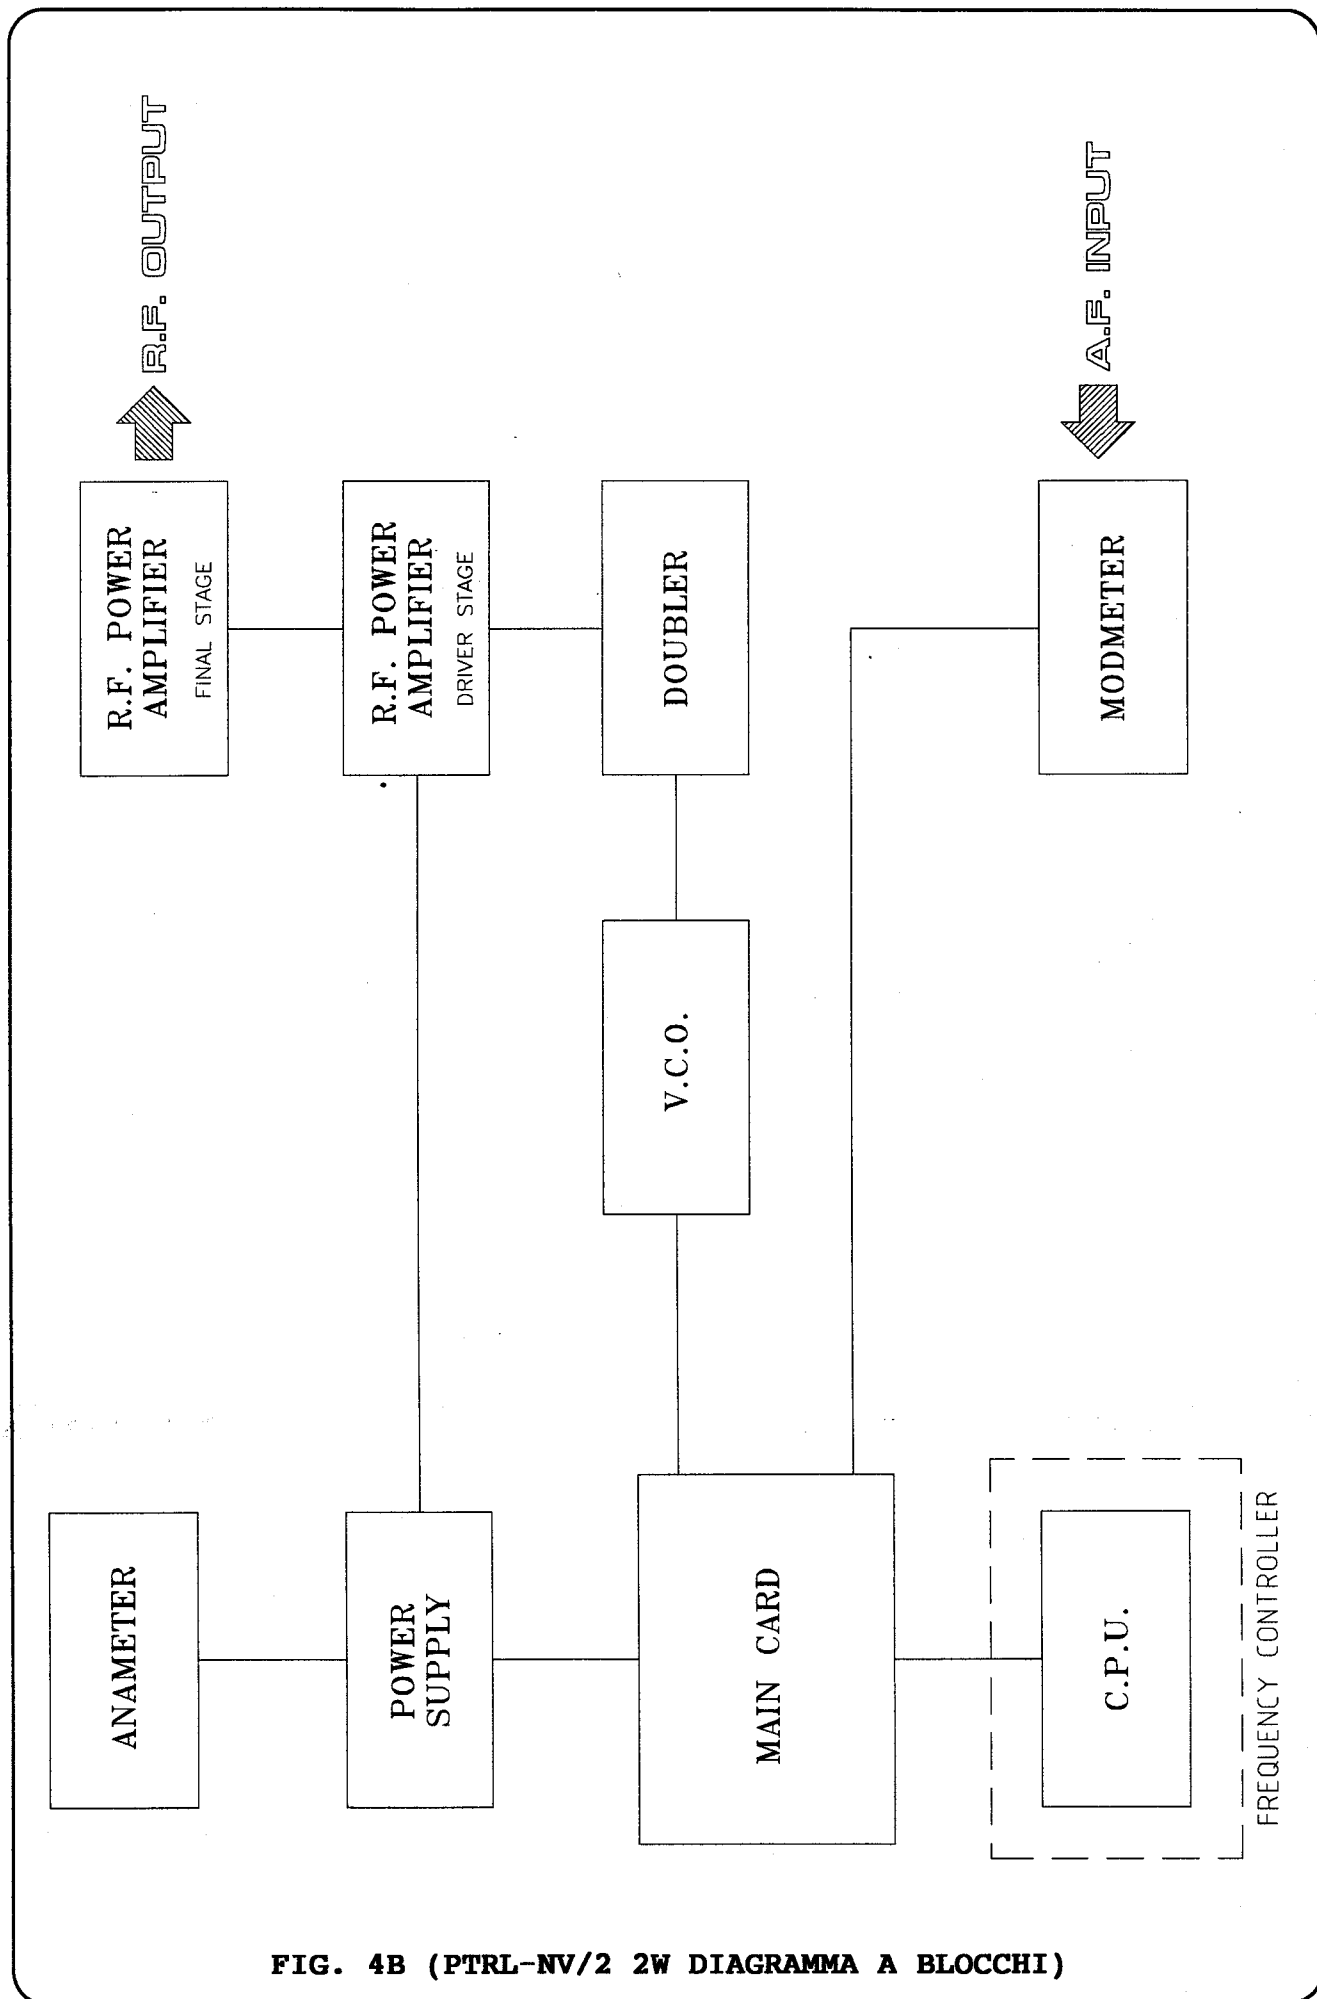 R.F. OUTPUT
A.F. INPUT
R.F. POWER
AMPLIFIER
FINAL STAGE
R.F. POWER
AMPLIFIER
DRIVER STAGE
DOUBLER
MODMETER
V.C.O.
ANAMETER
POWER
SUPPLY
MAIN CARD
C.P.U.
FREQUENCY CONTROLLER
FIG. 4B (PTRL-NV/2 2W DIAGRAMMA A BLOCCHI)